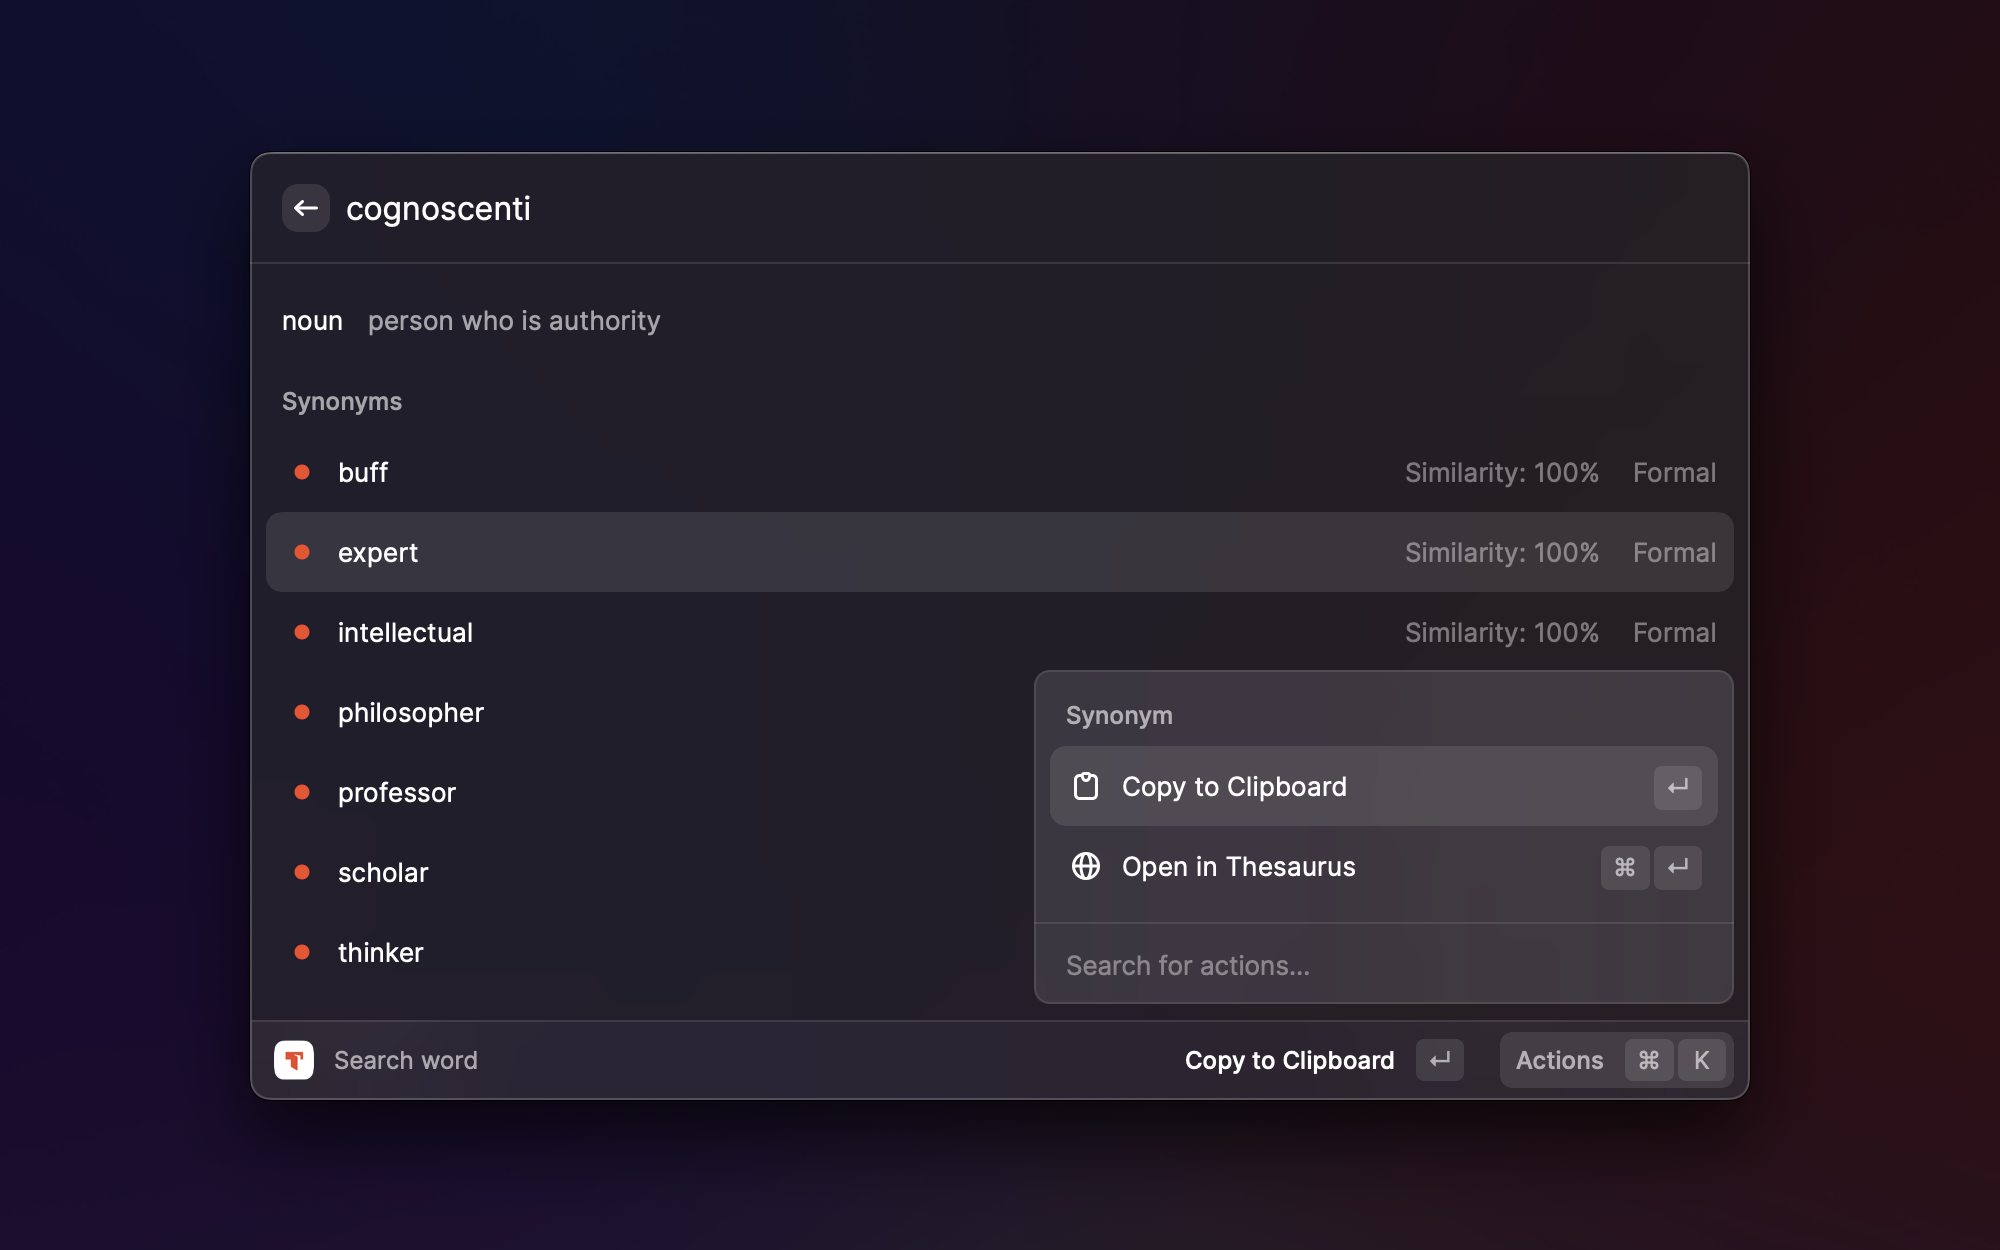 cognoscenti
noun person who is authority
Synonyms
buff Similarity: 100% Formal
expert Similarity: 100% Formal
intellectual Similarity: 100% Formal
philosopher
professor
scholar
thinker
Synonym
Copy to Clipboard ↵
Open in Thesaurus ⌘ ↵
Search for actions...
Search word Copy to Clipboard ↵ Actions ⌘ K